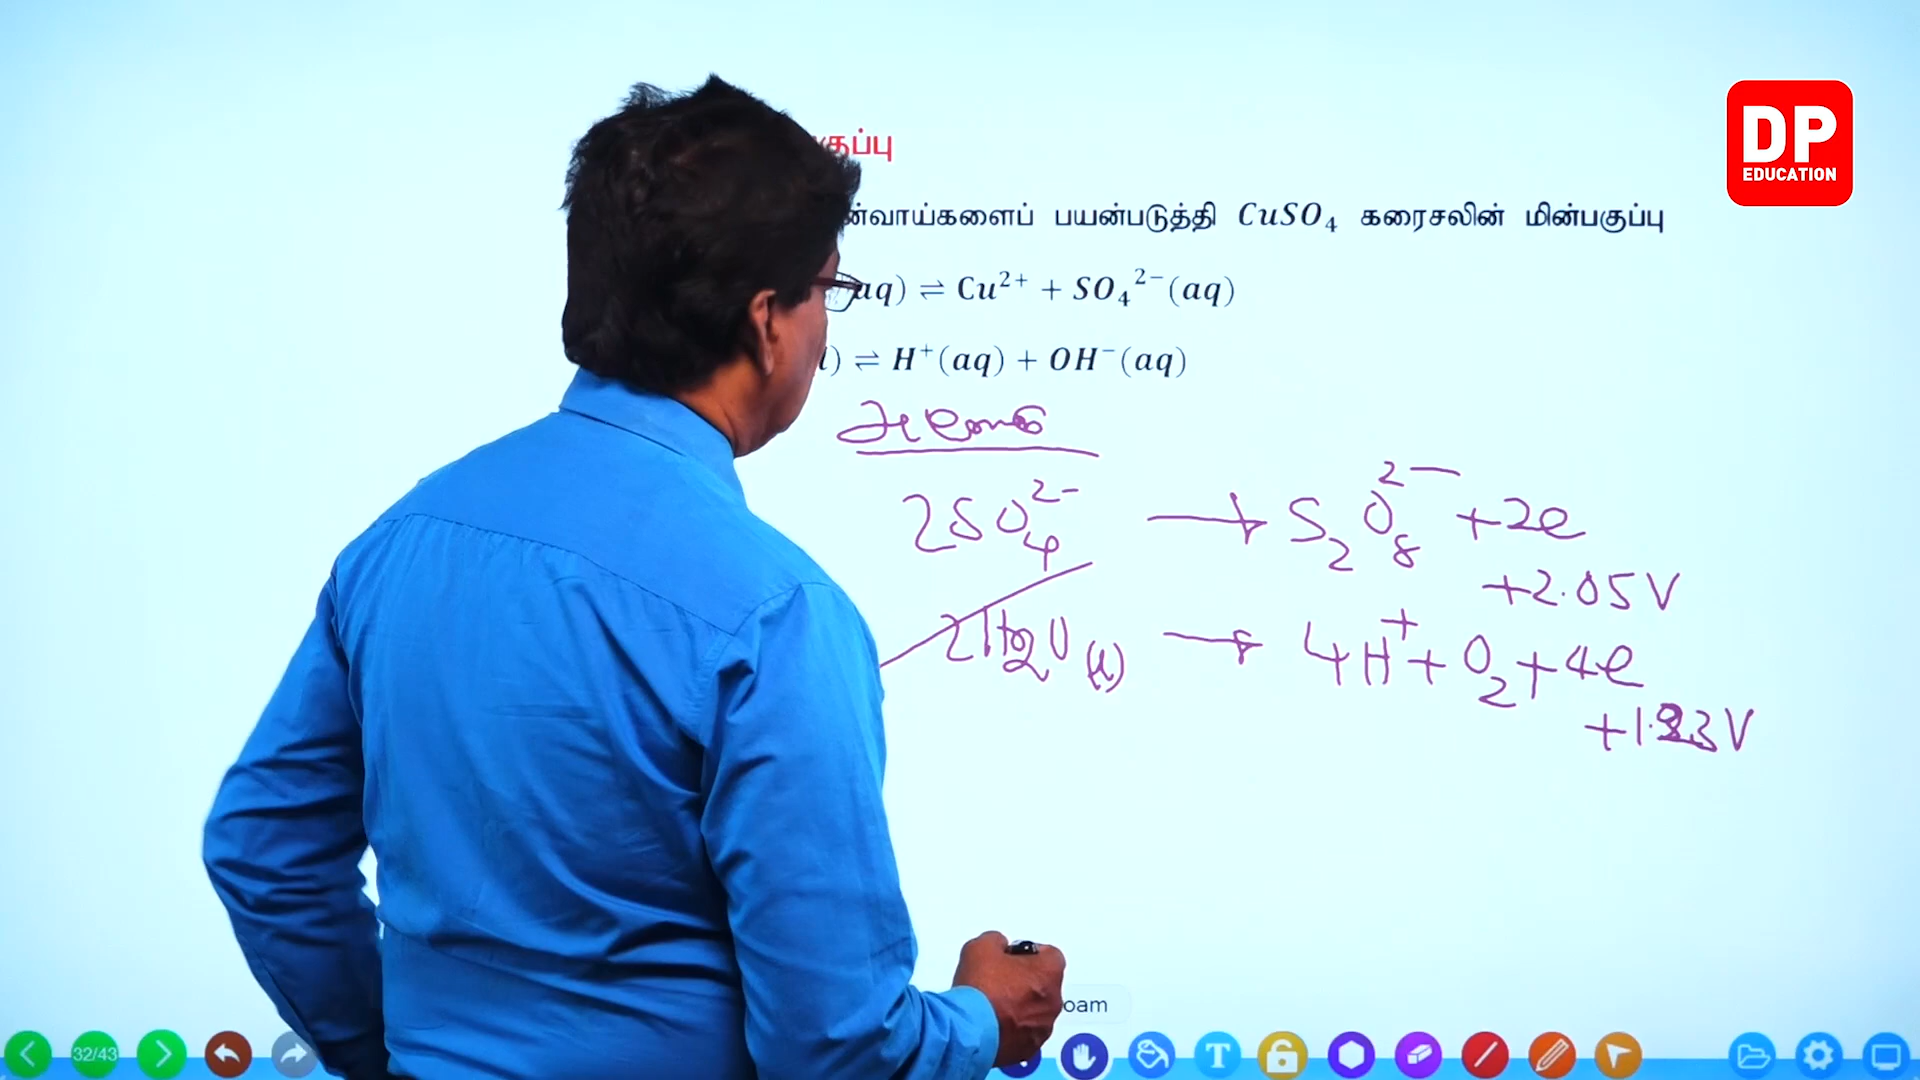 DP
EDUCATION
குப்பு
ன்வாய்களைப் பயன்படுத்தி CuSO₄ கரைசலின் மின்பகுப்பு
aq) ⇌ Cu²⁺ + SO₄²⁻(aq)
l) ⇌ H⁺(aq) + OH⁻(aq)
2SO₄²⁻ → S₂O₈²⁻ + 2e
+2.05V
2H₂O(l) → 4H⁺ + O₂ + 4e
+1.23V
oam
32/43
T